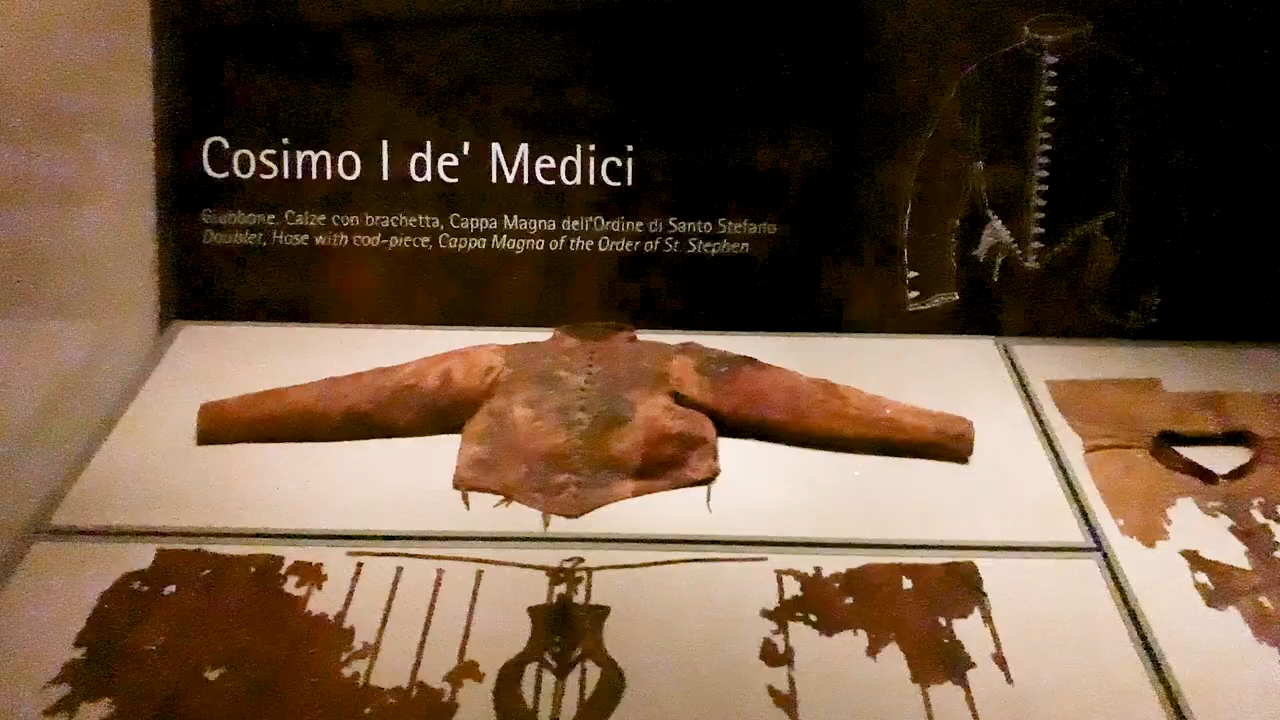 Cosimo I de' Medici
Giubbone, Calze con brachetta, Cappa Magna dell'Ordine di Santo Stefano
Doublet, Hose with cod-piece, Cappa Magna of the Order of St. Stephen